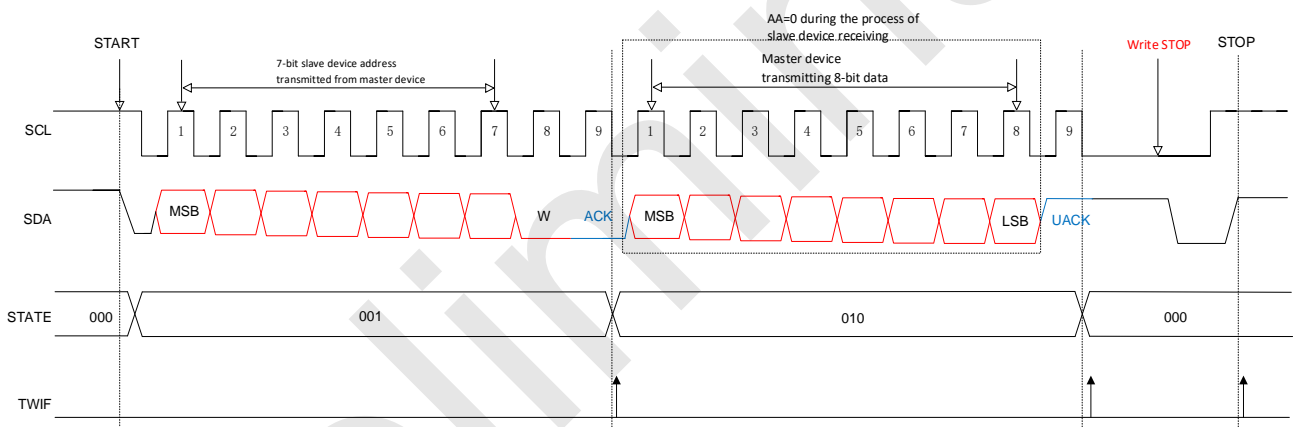 AA=0 during the process of
slave device receiving
START
7-bit slave device address
transmitted from master device
Master device
transmitting 8-bit data
Write STOP
STOP
SCL
1 2 3 4 5 6 7 8 9 1 2 3 4 5 6 7 8 9
SDA
MSB W ACK MSB LSB UACK
STATE
000 001 010 000
TWIF